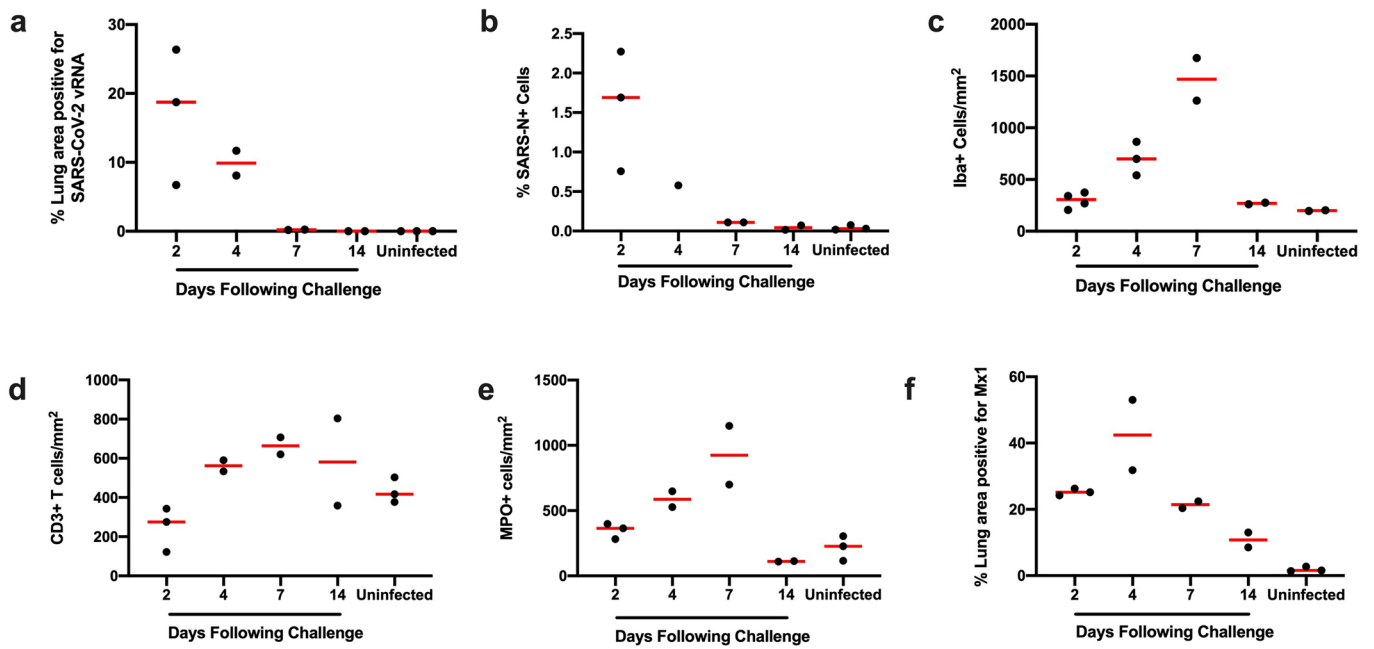 a
% Lung area positive for
SARS-CoV-2 vRNA
30
20
10
0
2 4 7 14 Uninfected
Days Following Challenge
b
% SARS-N+ Cells
2.5
2.0
1.5
1.0
0.5
0.0
2 4 7 14 Uninfected
Days Following Challenge
c
Iba+ Cells/mm2
2000
1500
1000
500
0
2 4 7 14 Uninfected
Days Following Challenge
d
CD3+ T cells/mm2
1000
800
600
400
200
0
2 4 7 14 Uninfected
Days Following Challenge
e
MPO+ cells/mm2
1500
1000
500
0
2 4 7 14 Uninfected
Days Following Challenge
f
% Lung area positive for Mx1
60
40
20
0
2 4 7 14 Uninfected
Days Following Challenge